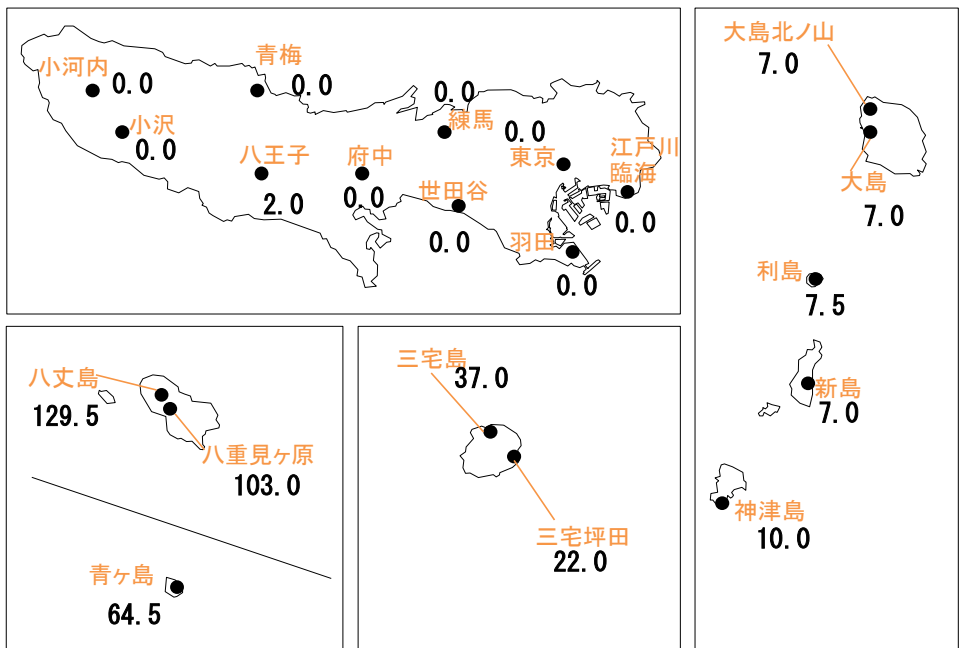 小河内
0.0
青梅
0.0
0.0
練馬
小沢
0.0
0.0
東京
江戸川
臨海
0.0
八王子
2.0
府中
0.0
世田谷
0.0
羽田
0.0
大島北ノ山
7.0
大島
7.0
利島
7.5
新島
7.0
神津島
10.0
八丈島
129.5
八重見ヶ原
103.0
青ヶ島
64.5
三宅島
37.0
三宅坪田
22.0